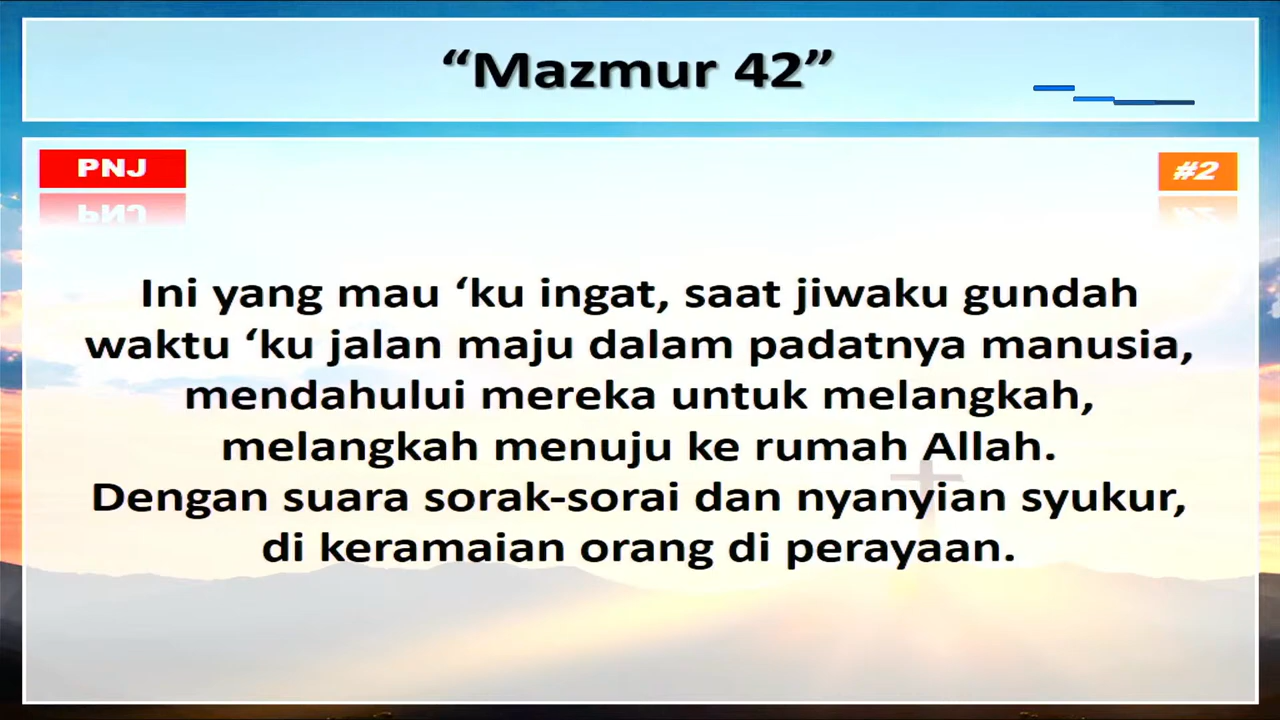 “Mazmur 42”
PNJ
#2
Ini yang mau ‘ku ingat, saat jiwaku gundah
waktu ‘ku jalan maju dalam padatnya manusia,
mendahului mereka untuk melangkah,
melangkah menuju ke rumah Allah.
Dengan suara sorak-sorai dan nyanyian syukur,
di keramaian orang di perayaan.